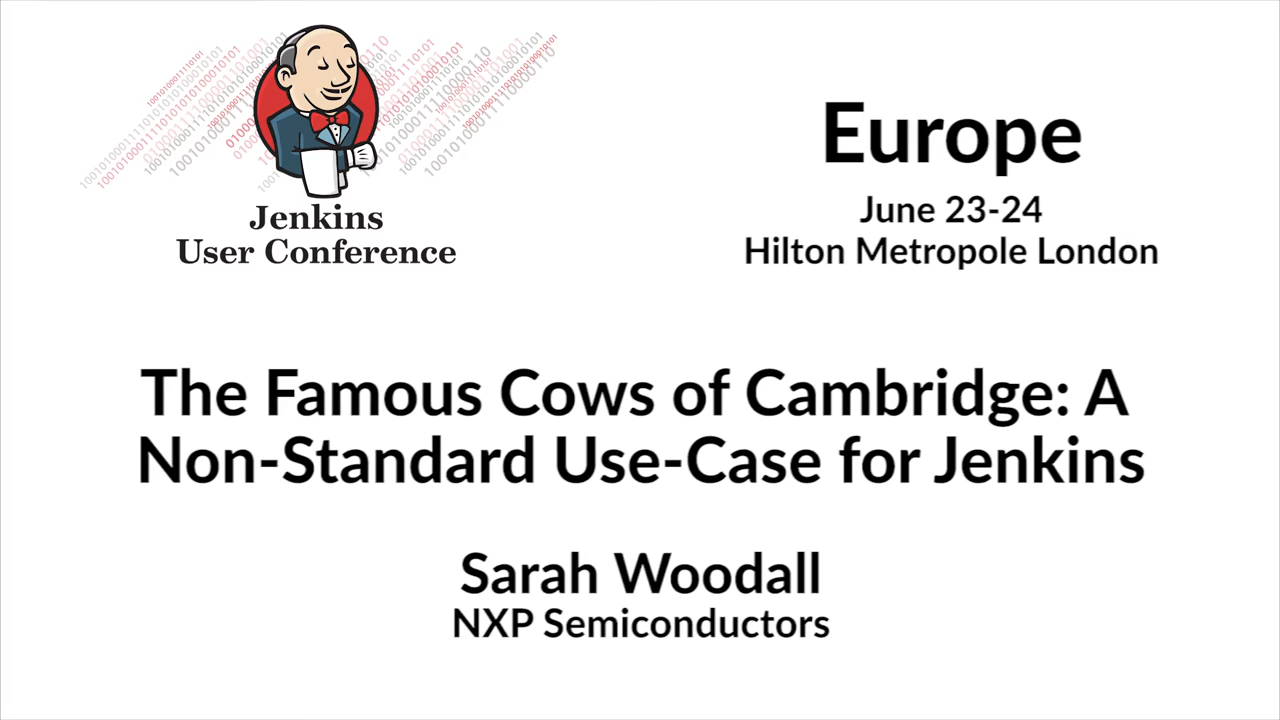 Jenkins
User Conference
Europe
June 23-24
Hilton Metropole London
The Famous Cows of Cambridge: A
Non-Standard Use-Case for Jenkins
Sarah Woodall
NXP Semiconductors